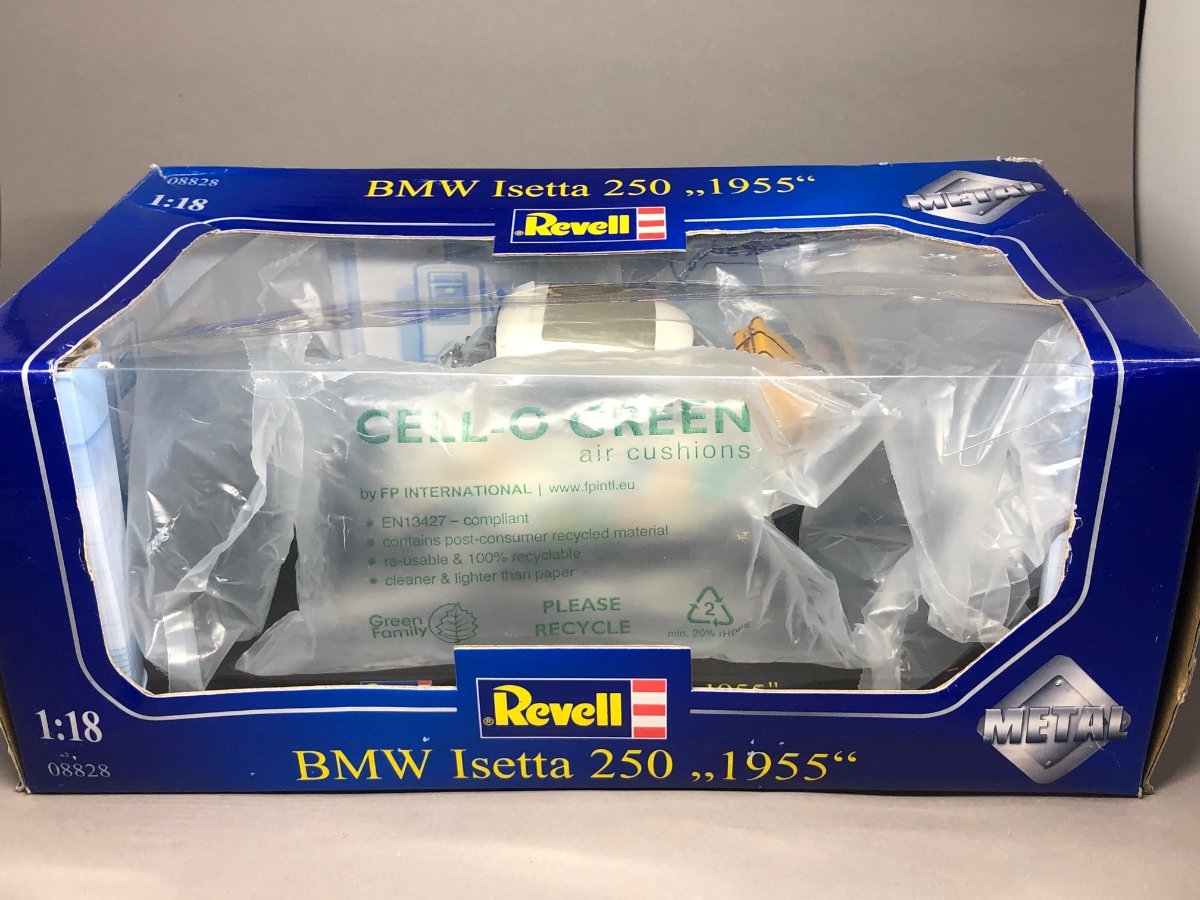 08828
1:18
BMW Isetta 250 „1955“
METAL
®Revell
CELL-O GREEN
air cushions
by FP INTERNATIONAL | www.fpintl.eu
• EN13427 – compliant
• contains post-consumer recycled material
• re-usable & 100% recyclable
• cleaner & lighter than paper
Green
Family
PLEASE
RECYCLE
2
min. 20% rHDPE
1955"
®Revell
METAL
1:18
08828
BMW Isetta 250 „1955“